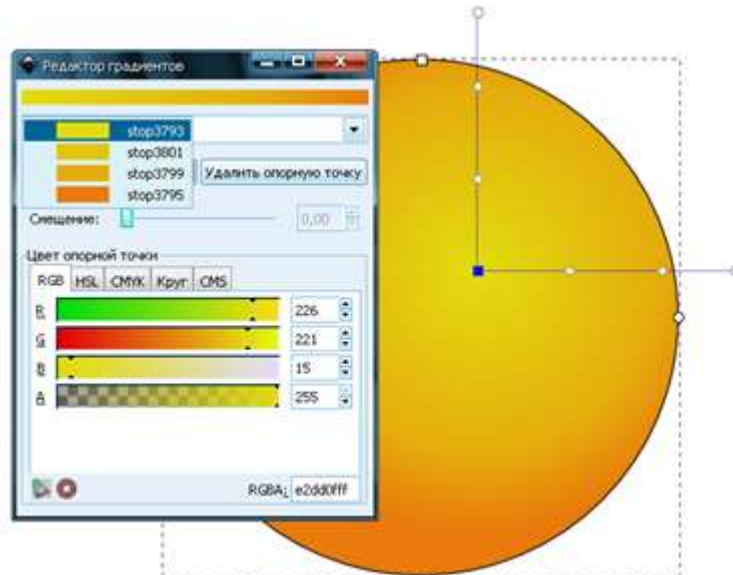 Редактор градиентов
stop3793
stop3801
stop3799
stop3795
Удалить опорную точку
Смещение: 0,00
Цвет опорной точки
RGB HSL CMYK Круг CMS
R 226
G 221
B 15
A 255
RGBA: e2dd0fff